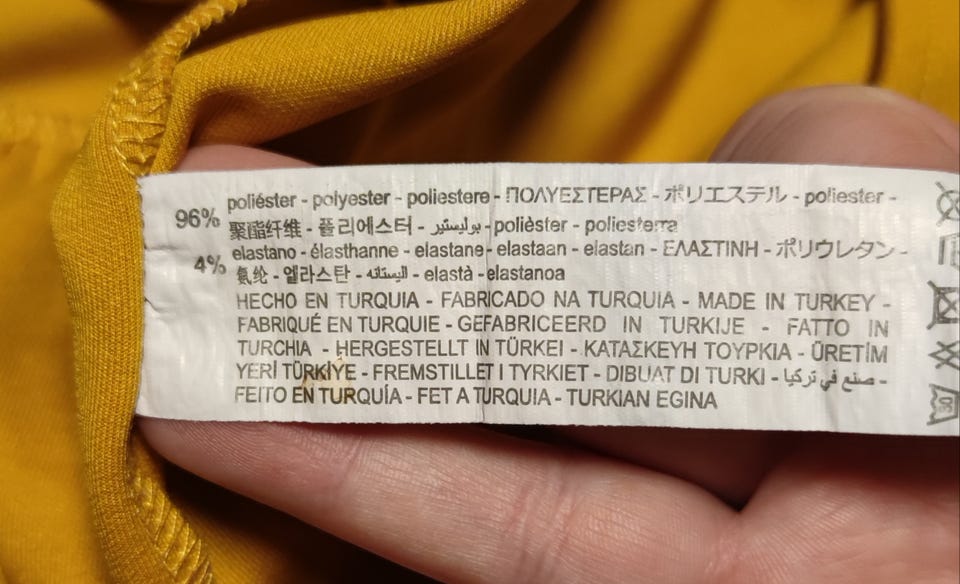 96% poliéster - polyester - poliestere - ΠΟΛΥΕΣΤΕΡΑΣ - ポリエステル - poliester -
聚酯纤维 - 폴리에스터 - بوليستير - polièster - poliesterra
4% elastano - élasthanne - elastane - elastaan - elastan - ΕΛΑΣΤΙΝΗ - ポリウレタン -
氨纶 - 엘라스탄 - اليستانه - elastà - elastanoa
HECHO EN TURQUIA - FABRICADO NA TURQUIA - MADE IN TURKEY -
FABRIQUÉ EN TURQUIE - GEFABRICEERD IN TURKIJE - FATTO IN
TURCHIA - HERGESTELLT IN TÜRKEI - ΚΑΤΑΣΚΕΥΗ ΤΟΥΡΚΙΑ - ÜRETİM
YERİ TÜRKİYE - FREMSTILLET I TYRKIET - DIBUAT DI TURKI - صنع في تركيا -
FEITO EN TURQUÍA - FET A TURQUIA - TURKIAN EGINA